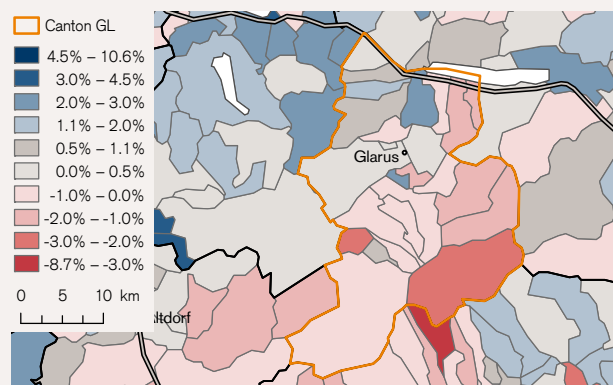 Canton GL
4.5% – 10.6%
3.0% – 4.5%
2.0% – 3.0%
1.1% – 2.0%
0.5% – 1.1%
0.0% – 0.5%
-1.0% – 0.0%
-2.0% – -1.0%
-3.0% – -2.0%
-8.7% – -3.0%
0 5 10 km
Glarus
ltdorf